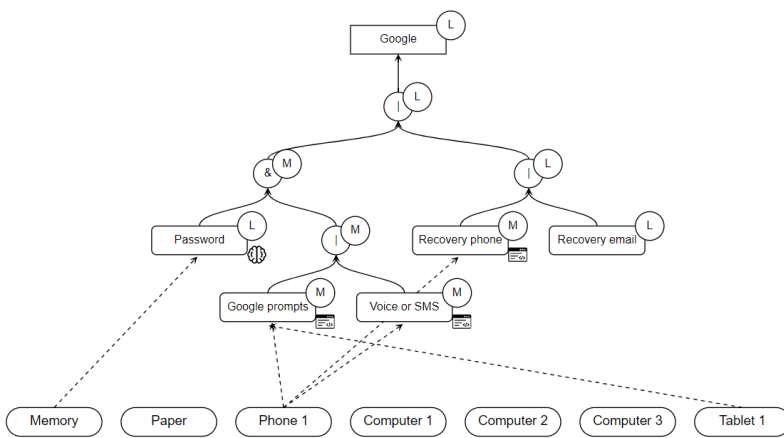 Google
L
|
L
&
M
|
L
Password
L
|
M
Recovery phone
M
Recovery email
L
Google prompts
M
Voice or SMS
M
Memory
Paper
Phone 1
Computer 1
Computer 2
Computer 3
Tablet 1